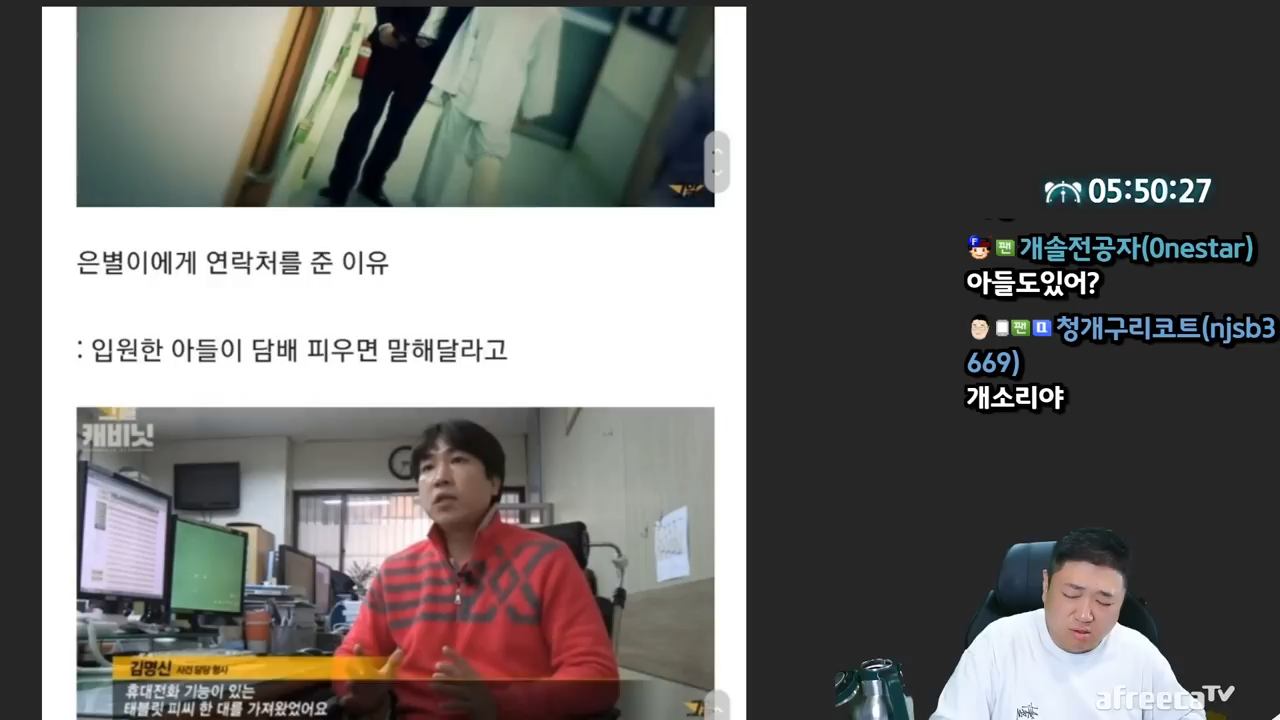 은별이에게 연락처를 준 이유
: 입원한 아들이 담배 피우면 말해달라고
캐비닛
김명신 사건 담당 형사
휴대전화 기능이 있는
태블릿 피씨 한 대를 가져왔었어요
05:50:27
팬 개솔전공자(0nestar)
아들도있어?
팬 청개구리코트(njsb3
669)
개소리야
afreecaTV